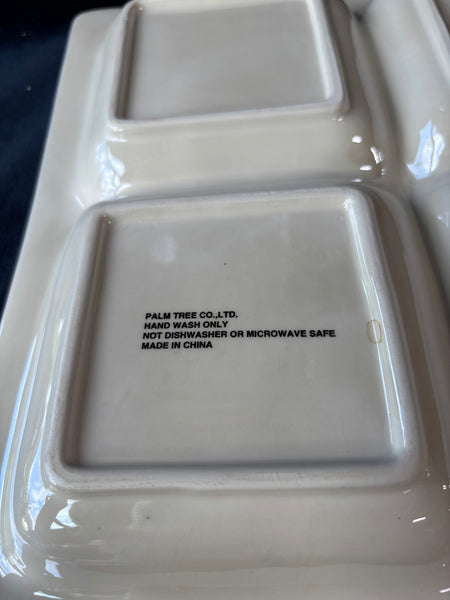 PALM TREE CO.,LTD.
HAND WASH ONLY
NOT DISHWASHER OR MICROWAVE SAFE
MADE IN CHINA